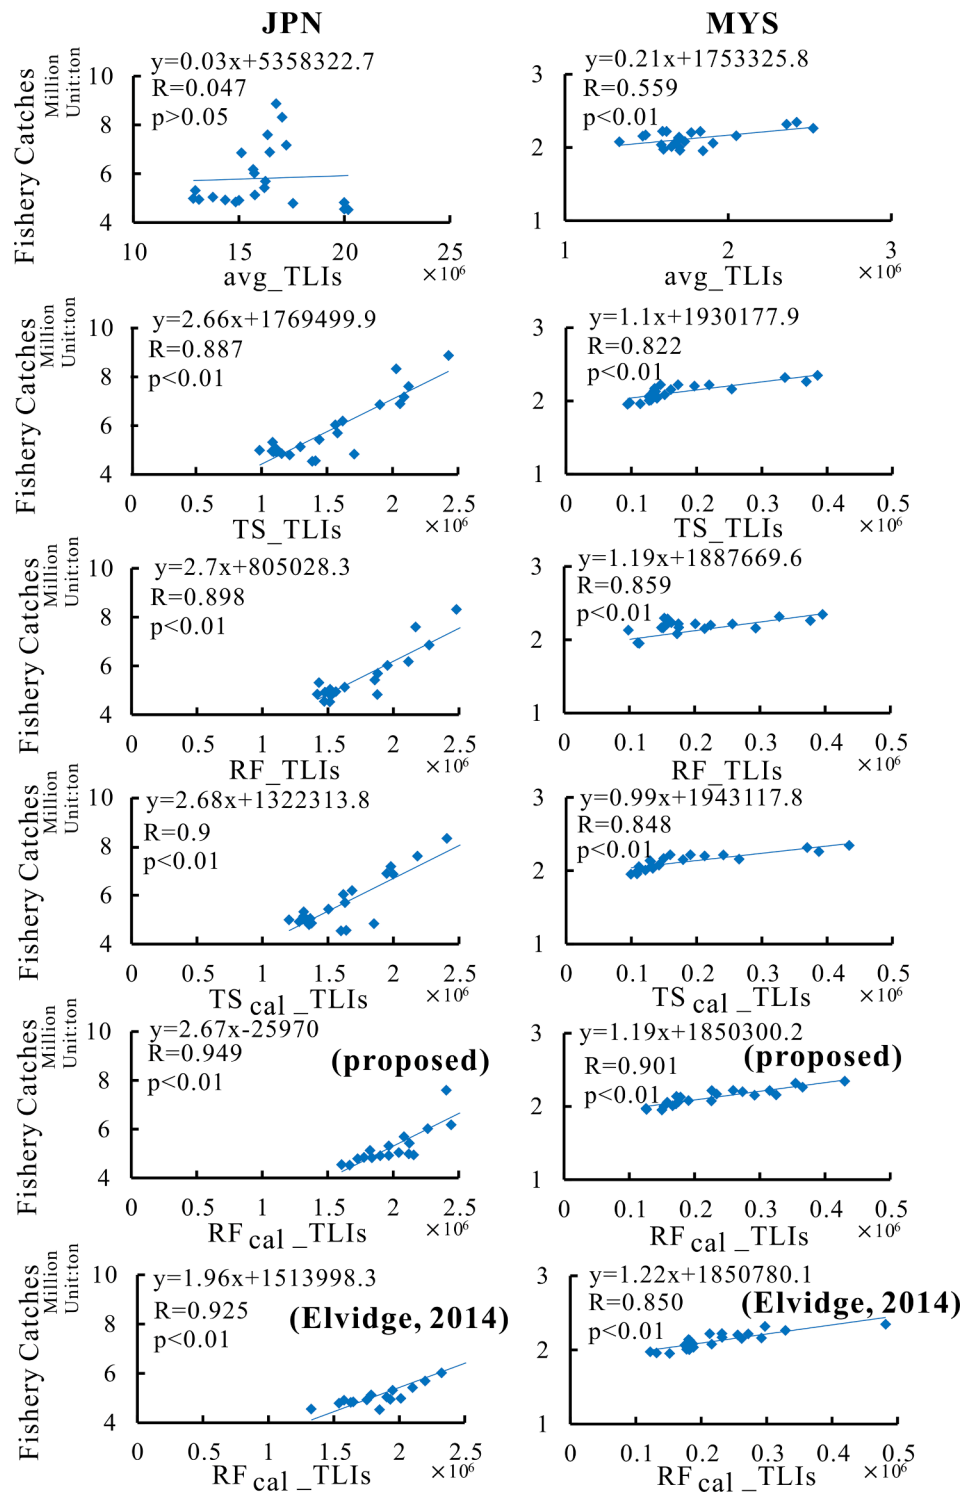 JPN
MYS
Fishery Catches
Million
Unit:ton
y=0.03x+5358322.7
R=0.047
p>0.05
10
8
6
4
10
15
20
25
avg_TLIs
×10⁶
y=0.21x+1753325.8
R=0.559
p<0.01
3
2
1
1
2
3
avg_TLIs
×10⁶
Fishery Catches
Million
Unit:ton
y=2.66x+1769499.9
R=0.887
p<0.01
10
8
6
4
0
0.5
1
1.5
2
2.5
TS_TLIs
×10⁶
y=1.1x+1930177.9
R=0.822
p<0.01
3
2
1
0
0.1
0.2
0.3
0.4
0.5
TS_TLIs
×10⁶
Fishery Catches
Million
Unit:ton
y=2.7x+805028.3
R=0.898
p<0.01
10
8
6
4
0
0.5
1
1.5
2
2.5
RF_TLIs
×10⁶
y=1.19x+1887669.6
R=0.859
p<0.01
3
2
1
0
0.1
0.2
0.3
0.4
0.5
RF_TLIs
×10⁶
Fishery Catches
Million
Unit:ton
y=2.68x+1322313.8
R=0.9
p<0.01
10
8
6
4
0
0.5
1
1.5
2
2.5
TS cal _TLIs
×10⁶
y=0.99x+1943117.8
R=0.848
p<0.01
3
2
1
0
0.1
0.2
0.3
0.4
0.5
TS cal _TLIs
×10⁶
Fishery Catches
Million
Unit:ton
y=2.67x-25970
R=0.949
p<0.01
(proposed)
10
8
6
4
0
0.5
1
1.5
2
2.5
RF cal _TLIs
×10⁶
y=1.19x+1850300.2
R=0.901
p<0.01
(proposed)
3
2
1
0
0.1
0.2
0.3
0.4
0.5
RF cal _TLIs
×10⁶
Fishery Catches
Million
Unit:ton
y=1.96x+1513998.3
R=0.925
p<0.01
(Elvidge, 2014)
10
8
6
4
0
0.5
1
1.5
2
2.5
RF cal _TLIs
×10⁶
y=1.22x+1850780.1
R=0.850
p<0.01
(Elvidge, 2014)
3
2
1
0
0.1
0.2
0.3
0.4
0.5
RF cal _TLIs
×10⁶